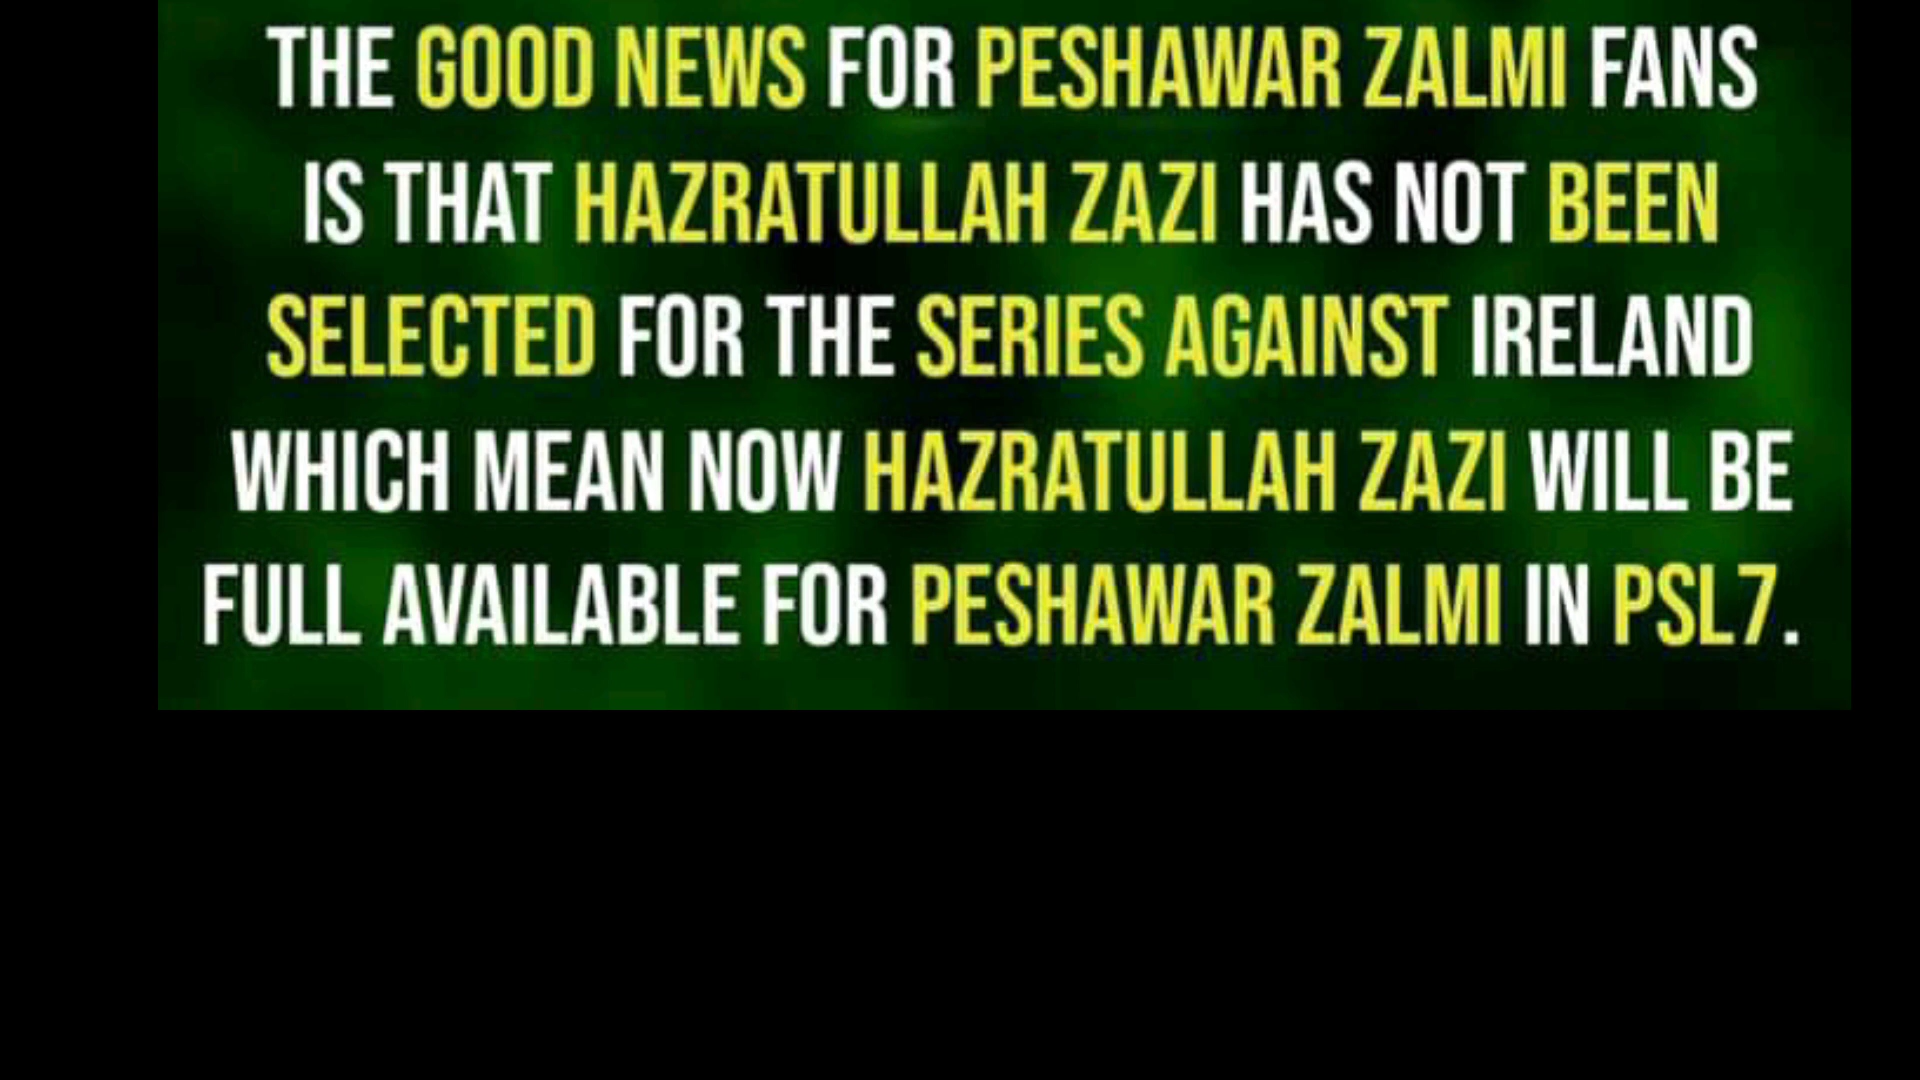 THE GOOD NEWS FOR PESHAWAR ZALMI FANS
IS THAT HAZRATULLAH ZAZI HAS NOT BEEN
SELECTED FOR THE SERIES AGAINST IRELAND
WHICH MEAN NOW HAZRATULLAH ZAZI WILL BE
FULL AVAILABLE FOR PESHAWAR ZALMI IN PSL7.